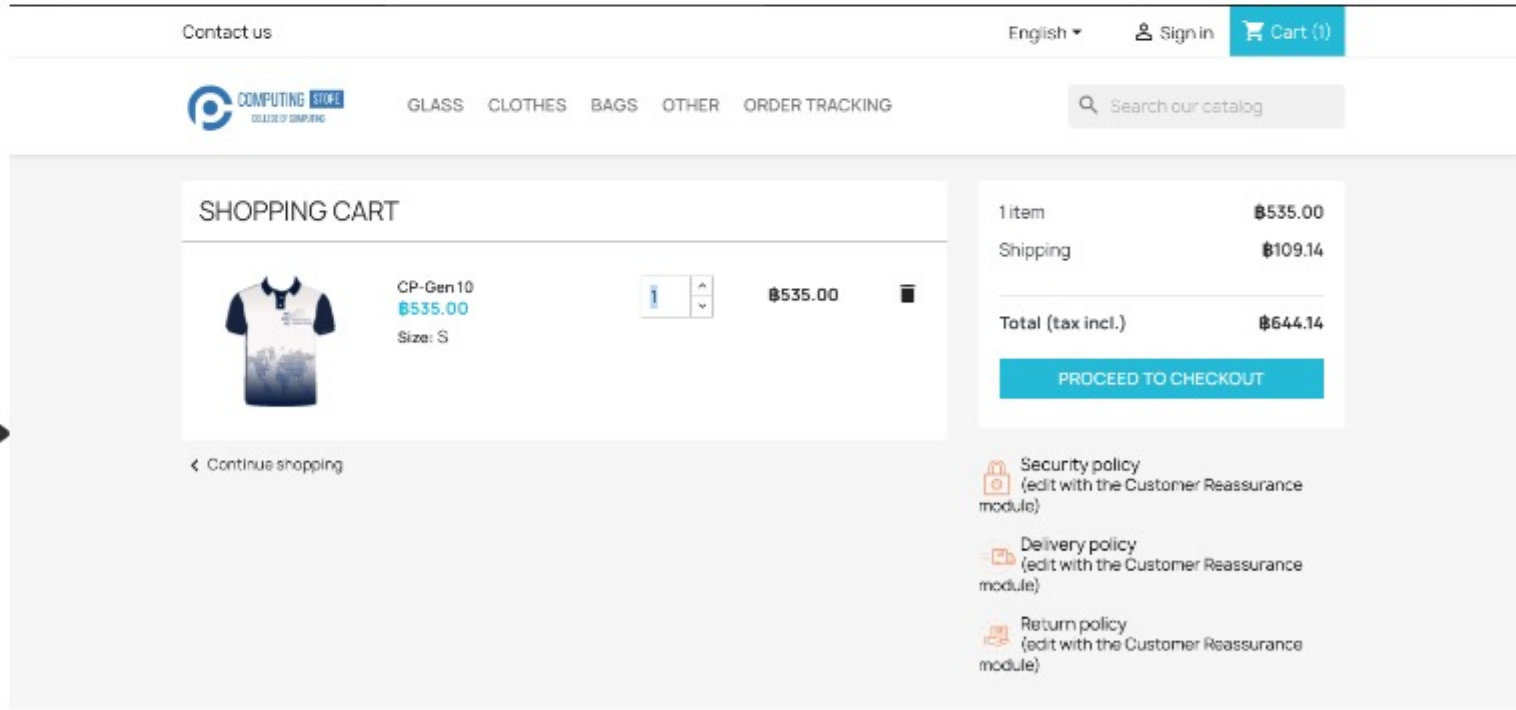 Contact us
English
Sign in
Cart (1)
COMPUTING STORE
COLLEGE OF COMPUTING
GLASS CLOTHES BAGS OTHER ORDER TRACKING
Search our catalog
SHOPPING CART
CP-Gen 10
฿535.00
Size: S
1
฿535.00
Continue shopping
1 item ฿535.00
Shipping ฿109.14
Total (tax incl.) ฿644.14
PROCEED TO CHECKOUT
Security policy
(edit with the Customer Reassurance
module)
Delivery policy
(edit with the Customer Reassurance
module)
Return policy
(edit with the Customer Reassurance
module)